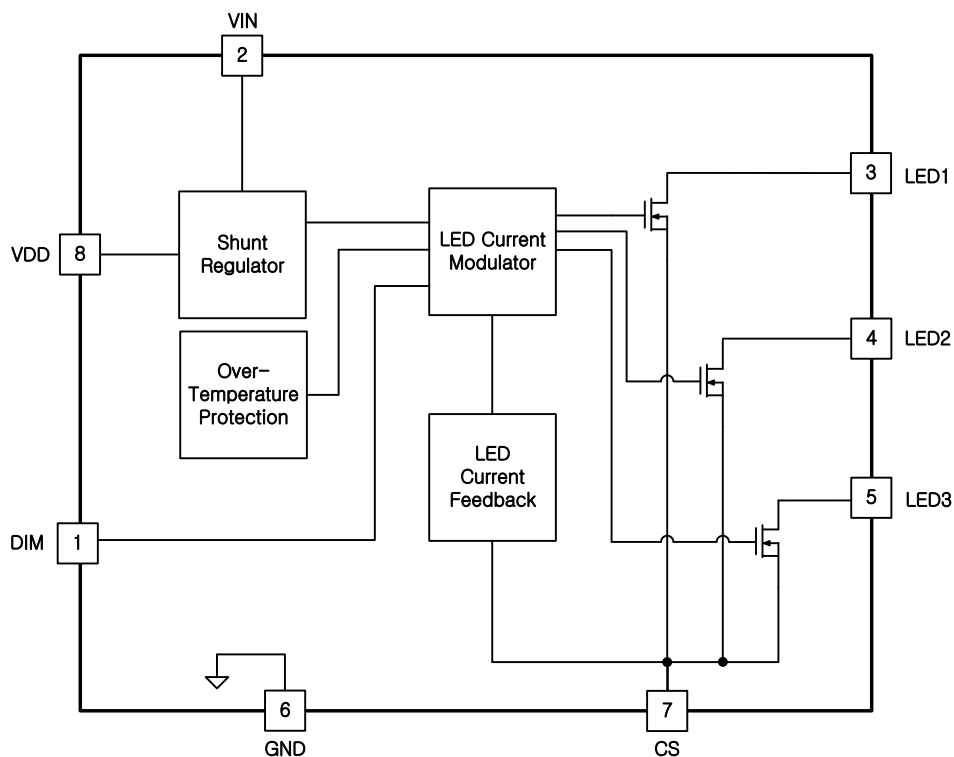 VIN
2
3
LED1
Shunt
Regulator
LED Current
Modulator
VDD
8
4
LED2
Over-
Temperature
Protection
LED
Current
Feedback
5
LED3
DIM
1
6
GND
7
CS